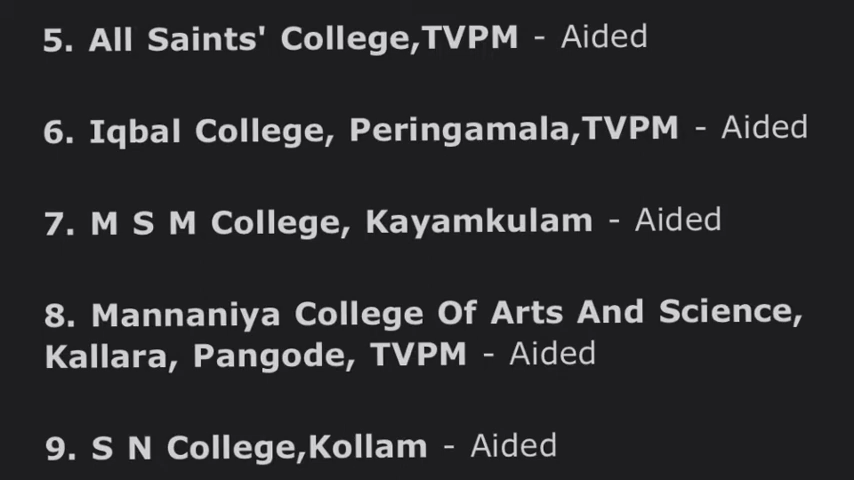 5. All Saints' College,TVPM - Aided
6. Iqbal College, Peringamala,TVPM - Aided
7. M S M College, Kayamkulam - Aided
8. Mannaniya College Of Arts And Science,
Kallara, Pangode, TVPM - Aided
9. S N College,Kollam - Aided